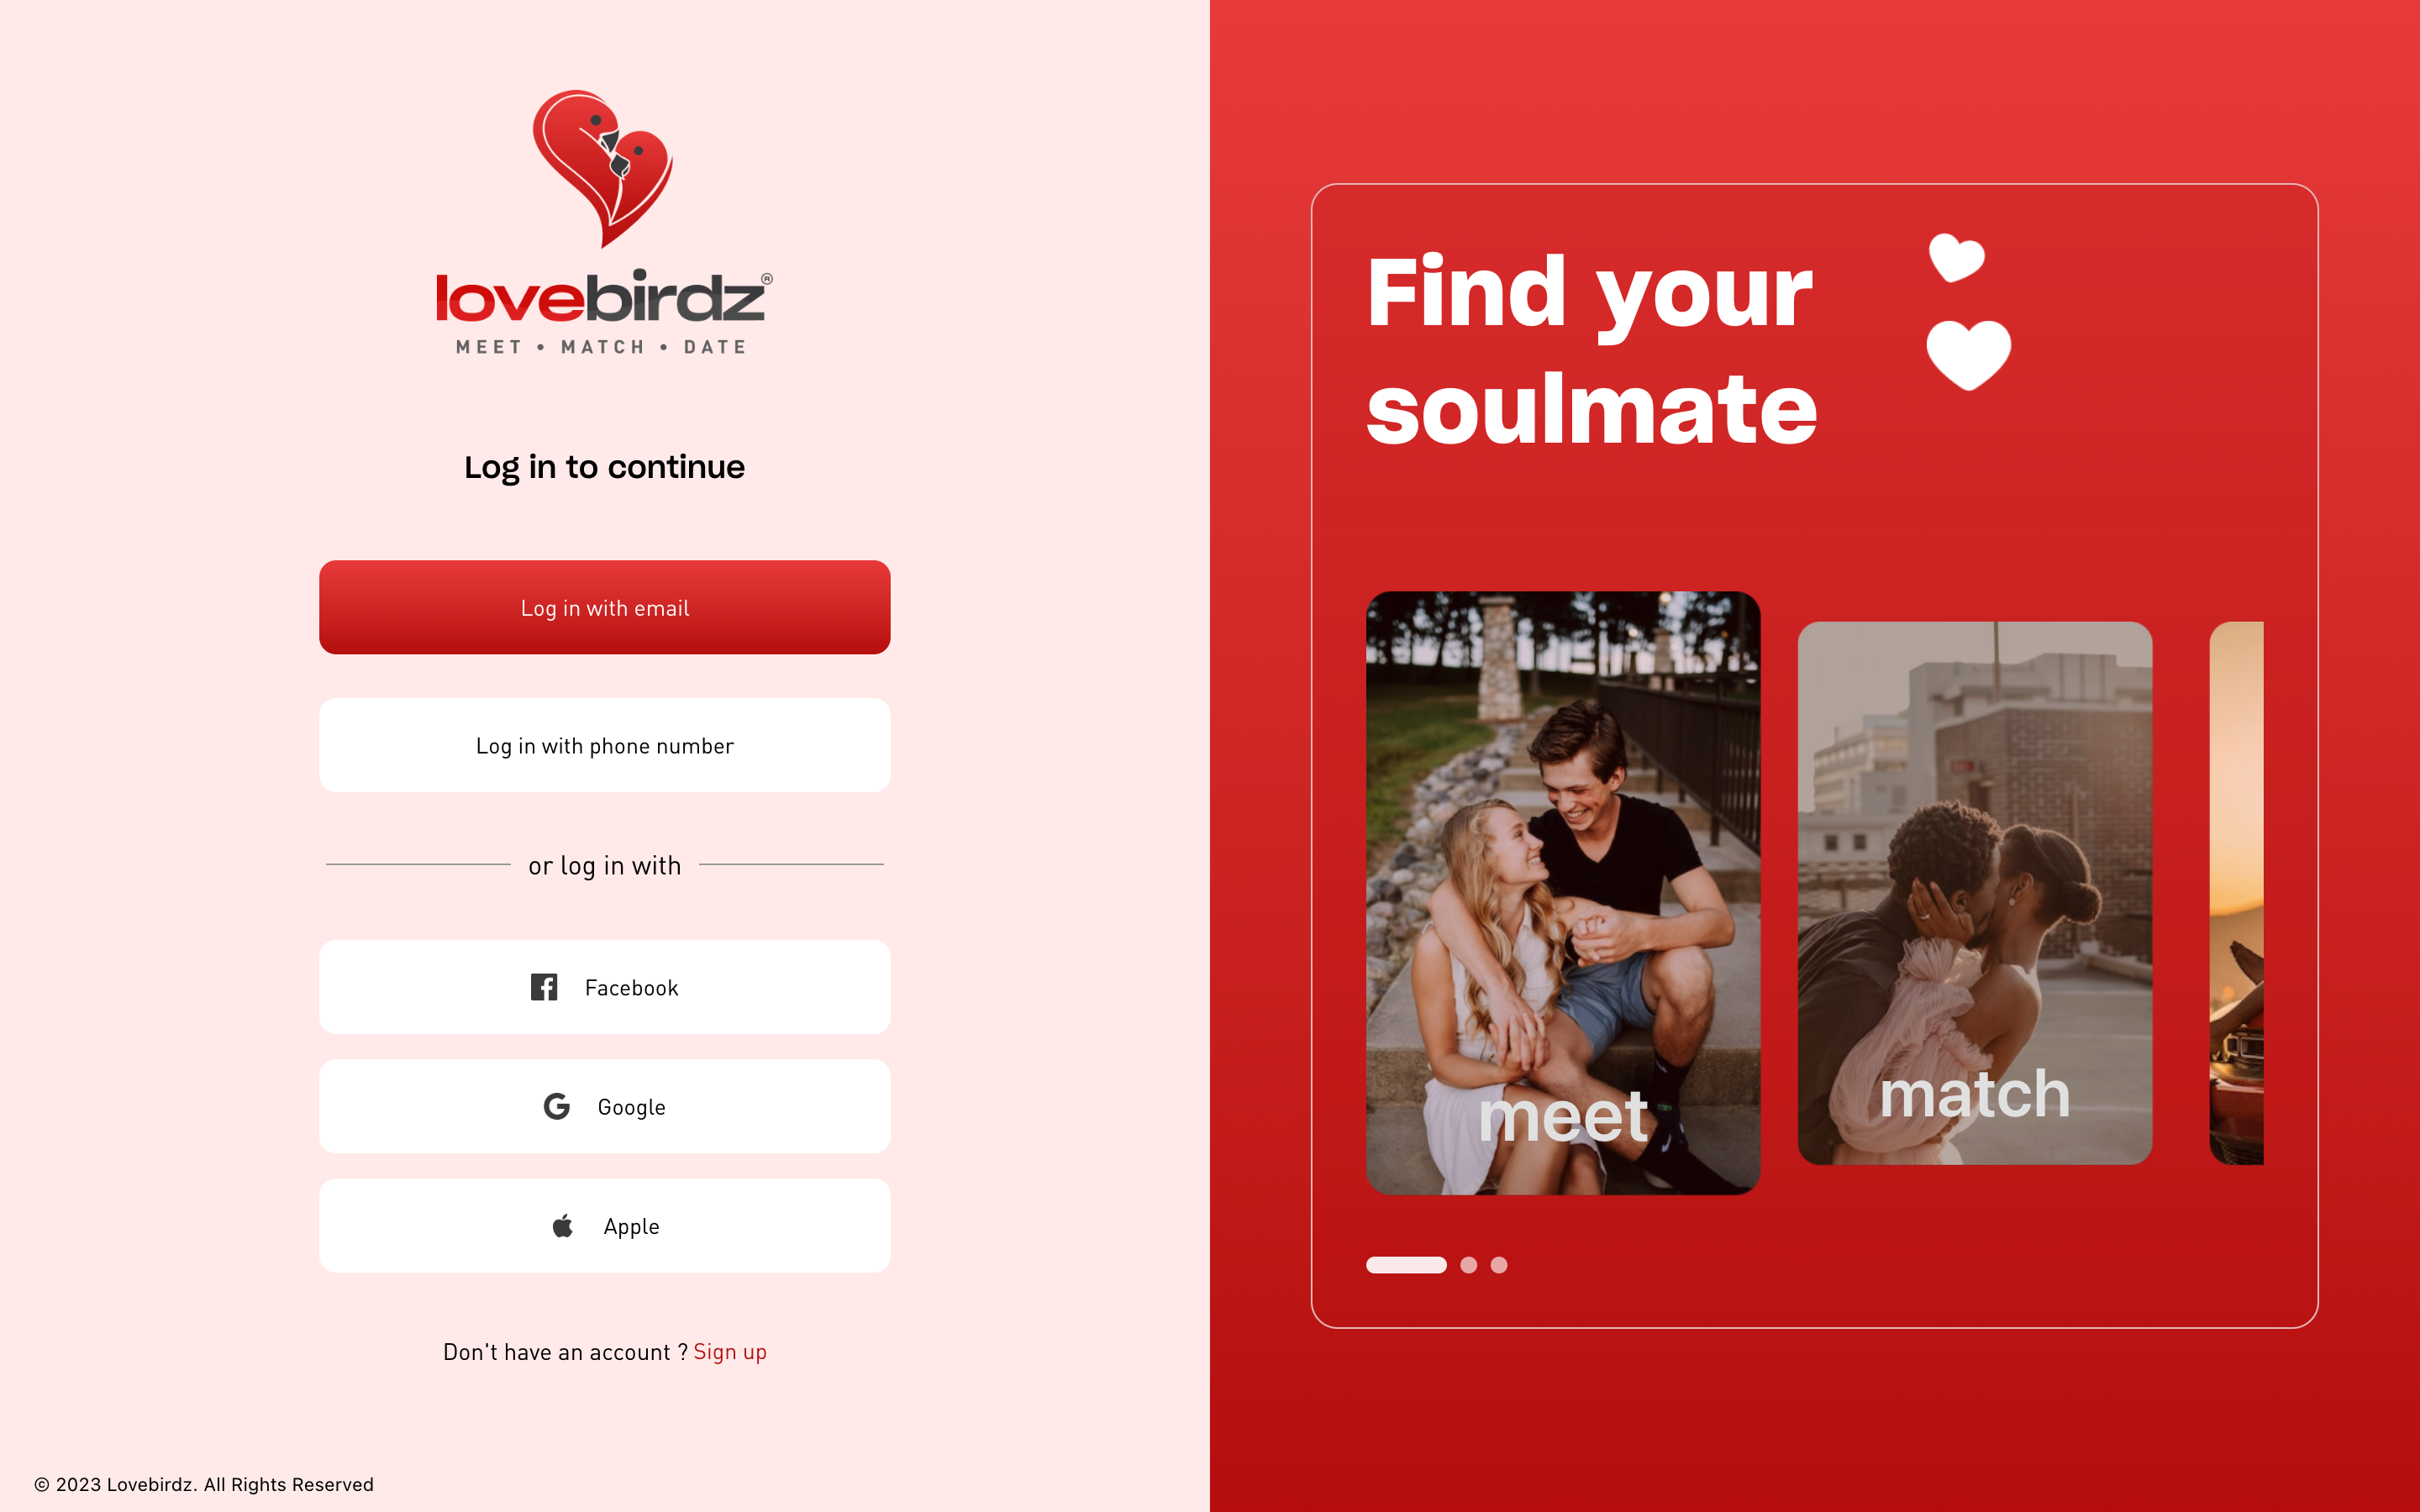 lovebirdz®
MEET • MATCH • DATE
Log in to continue
Log in with email
Log in with phone number
or log in with
Facebook
Google
Apple
Don't have an account ? Sign up
© 2023 Lovebirdz. All Rights Reserved
Find your
soulmate
meet
match